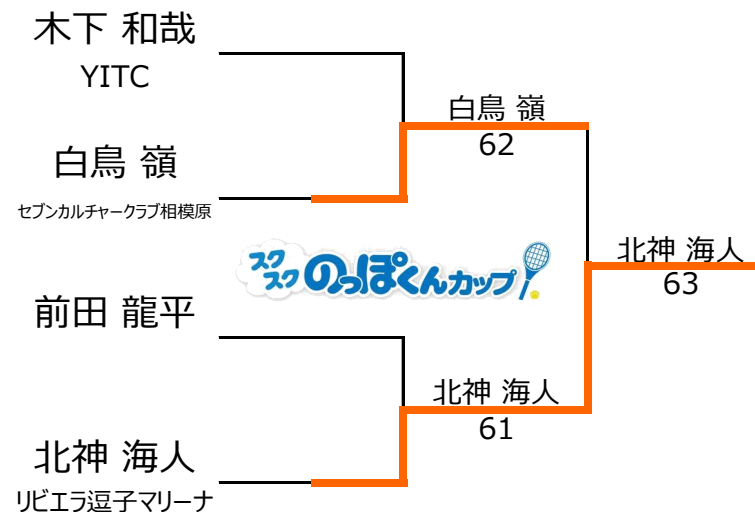 木下 和哉
YITC
白鳥 嶺
62
白鳥 嶺
セブンカルチャークラブ相模原
スクスク のっぽくんカップ
北神 海人
63
前田 龍平
北神 海人
61
北神 海人
リビエラ逗子マリーナ